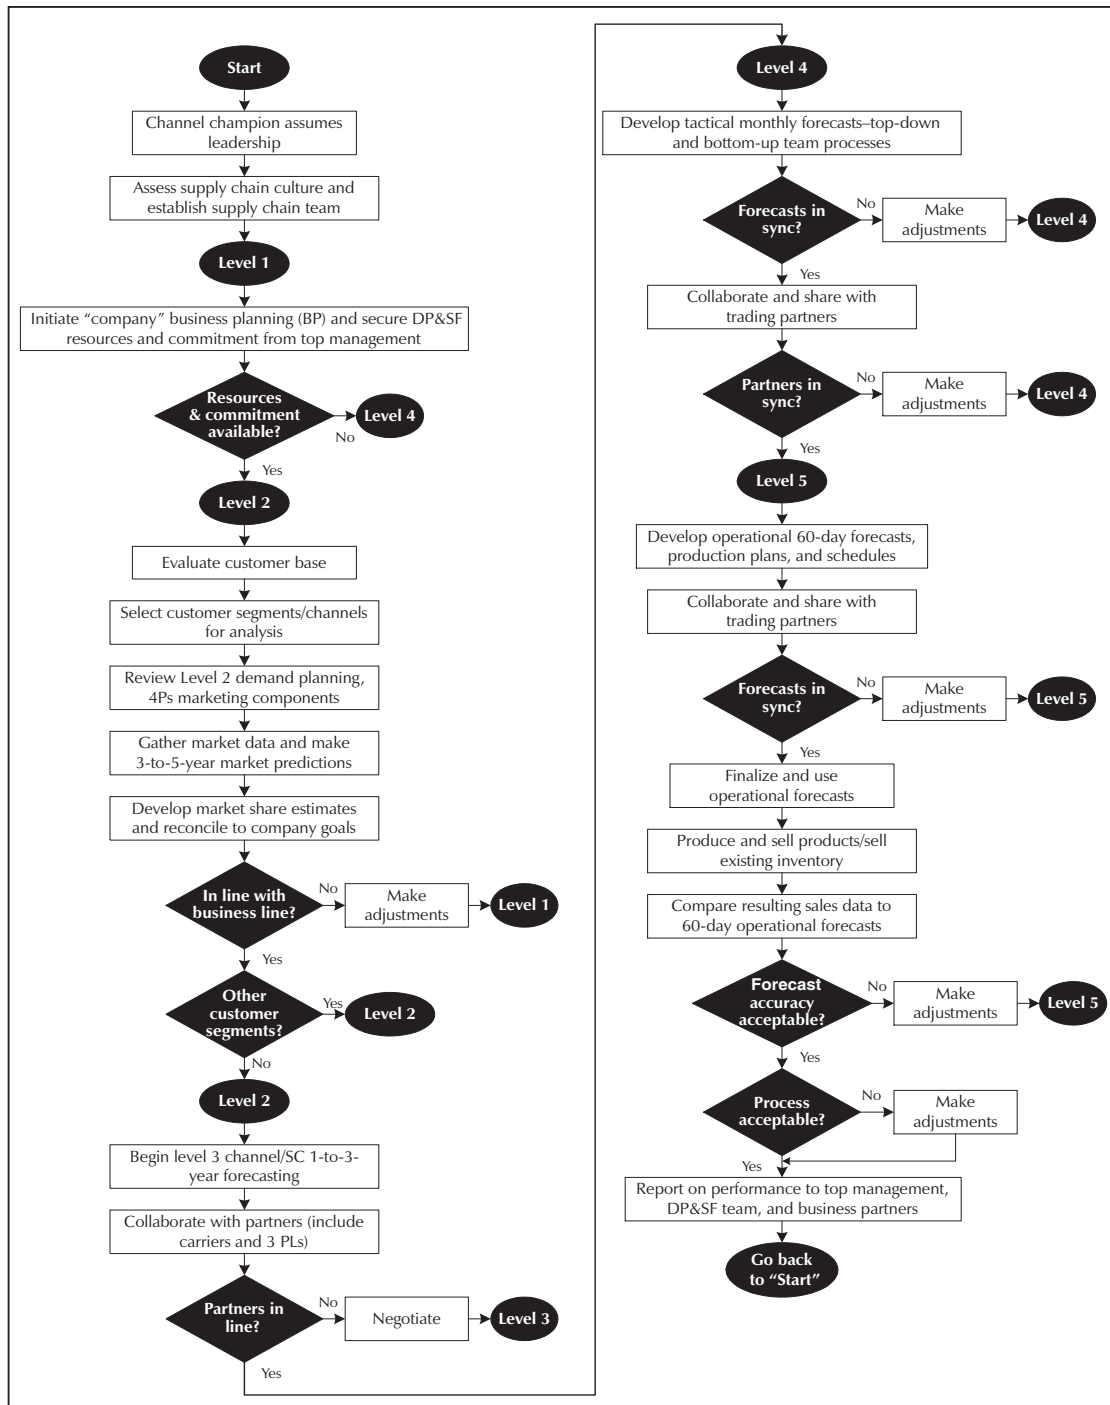 Start
Channel champion assumes
leadership
Assess supply chain culture and
establish supply chain team
Level 1
Initiate “company” business planning (BP) and secure DP&SF
resources and commitment from top management
Resources
& commitment
available?
No
Level 4
Yes
Level 2
Evaluate customer base
Select customer segments/channels
for analysis
Review Level 2 demand planning,
4Ps marketing components
Gather market data and make
3-to-5-year market predictions
Develop market share estimates
and reconcile to company goals
In line with
business line?
No
Make
adjustments
Level 1
Yes
Other
customer
segments?
Yes
Level 2
No
Level 2
Begin level 3 channel/SC 1-to-3-
year forecasting
Collaborate with partners (include
carriers and 3 PLs)
Partners in
line?
No
Negotiate
Level 3
Yes
Level 4
Develop tactical monthly forecasts–top-down
and bottom-up team processes
Forecasts in
sync?
No
Make
adjustments
Level 4
Yes
Collaborate and share with
trading partners
Partners in
sync?
No
Make
adjustments
Level 4
Yes
Level 5
Develop operational 60-day forecasts,
production plans, and schedules
Collaborate and share with
trading partners
Forecasts in
sync?
No
Make
adjustments
Level 5
Yes
Finalize and use
operational forecasts
Produce and sell products/sell
existing inventory
Compare resulting sales data to
60-day operational forecasts
Forecast
accuracy
acceptable?
No
Make
adjustments
Level 5
Yes
Process
acceptable?
No
Make
adjustments
Yes
Report on performance to top management,
DP&SF team, and business partners
Go back
to “Start”